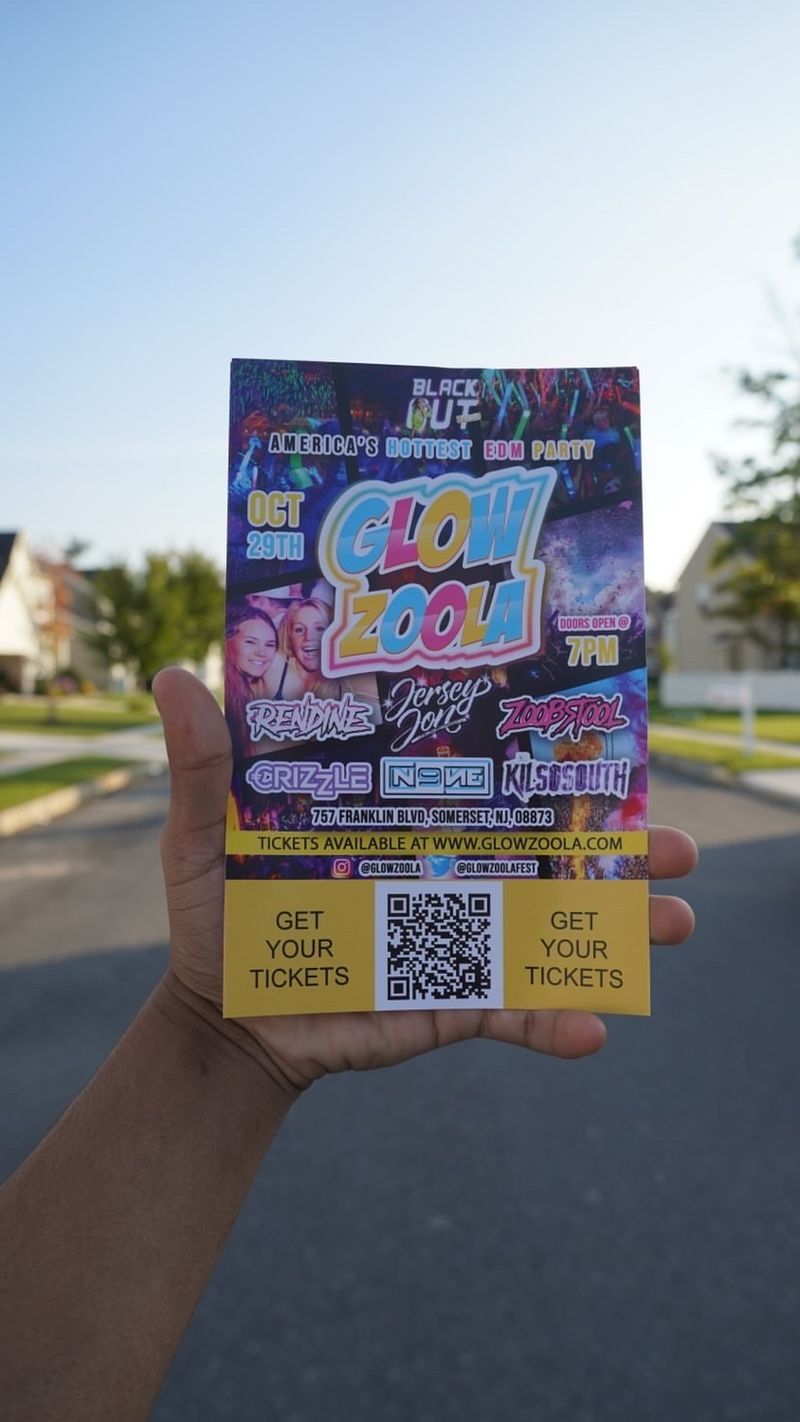 BLACK
OUT
AMERICA'S HOTTEST EDM PARTY
OCT
29TH
GLOW
ZOOLA
DOORS OPEN @
7PM
RENDINE
Jersey
Jon
ZOOBSTOOL
CRIZZLE
NONE
KILSOSOUTH
757 FRANKLIN BLVD, SOMERSET, NJ, 08873
TICKETS AVAILABLE AT WWW.GLOWZOOLA.COM
@GLOWZOOLA @GLOWZOOLAFEST
GET
YOUR
TICKETS
GET
YOUR
TICKETS